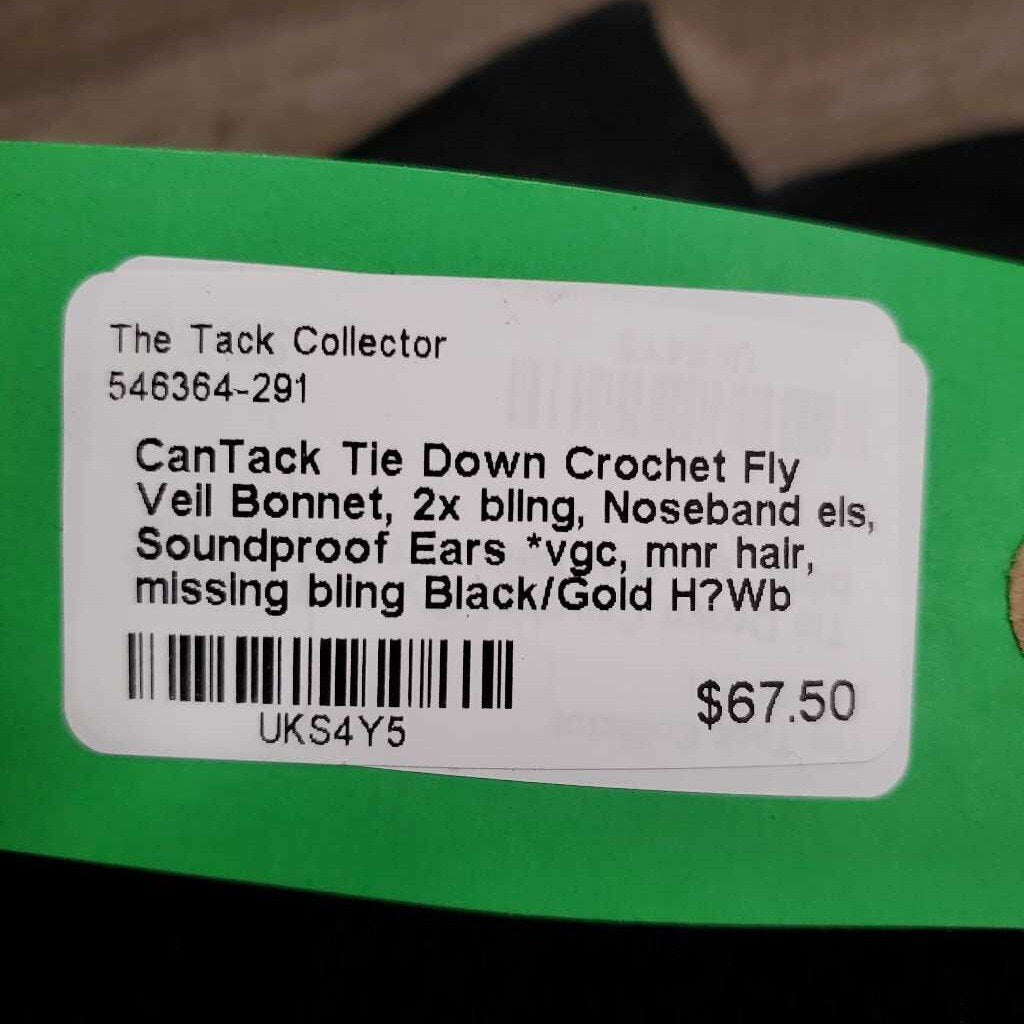 The Tack Collector
546364-291
CanTack Tie Down Crochet Fly
Veil Bonnet, 2x bling, Noseband els,
Soundproof Ears *vgc, mnr hair,
missing bling Black/Gold H?Wb
UKS4Y5
$67.50